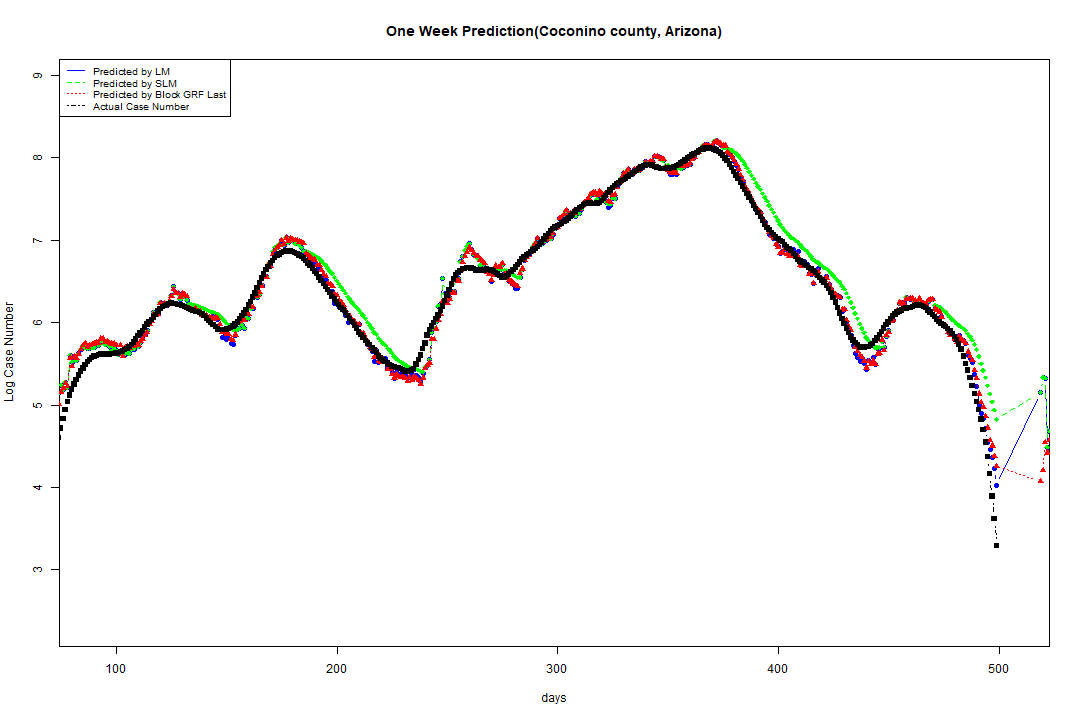 One Week Prediction(Coconino county, Arizona)
Predicted by LM
Predicted by SLM
Predicted by Block GRF Last
Actual Case Number
9
8
7
6
5
4
3
Log Case Number
100 200 300 400 500
days